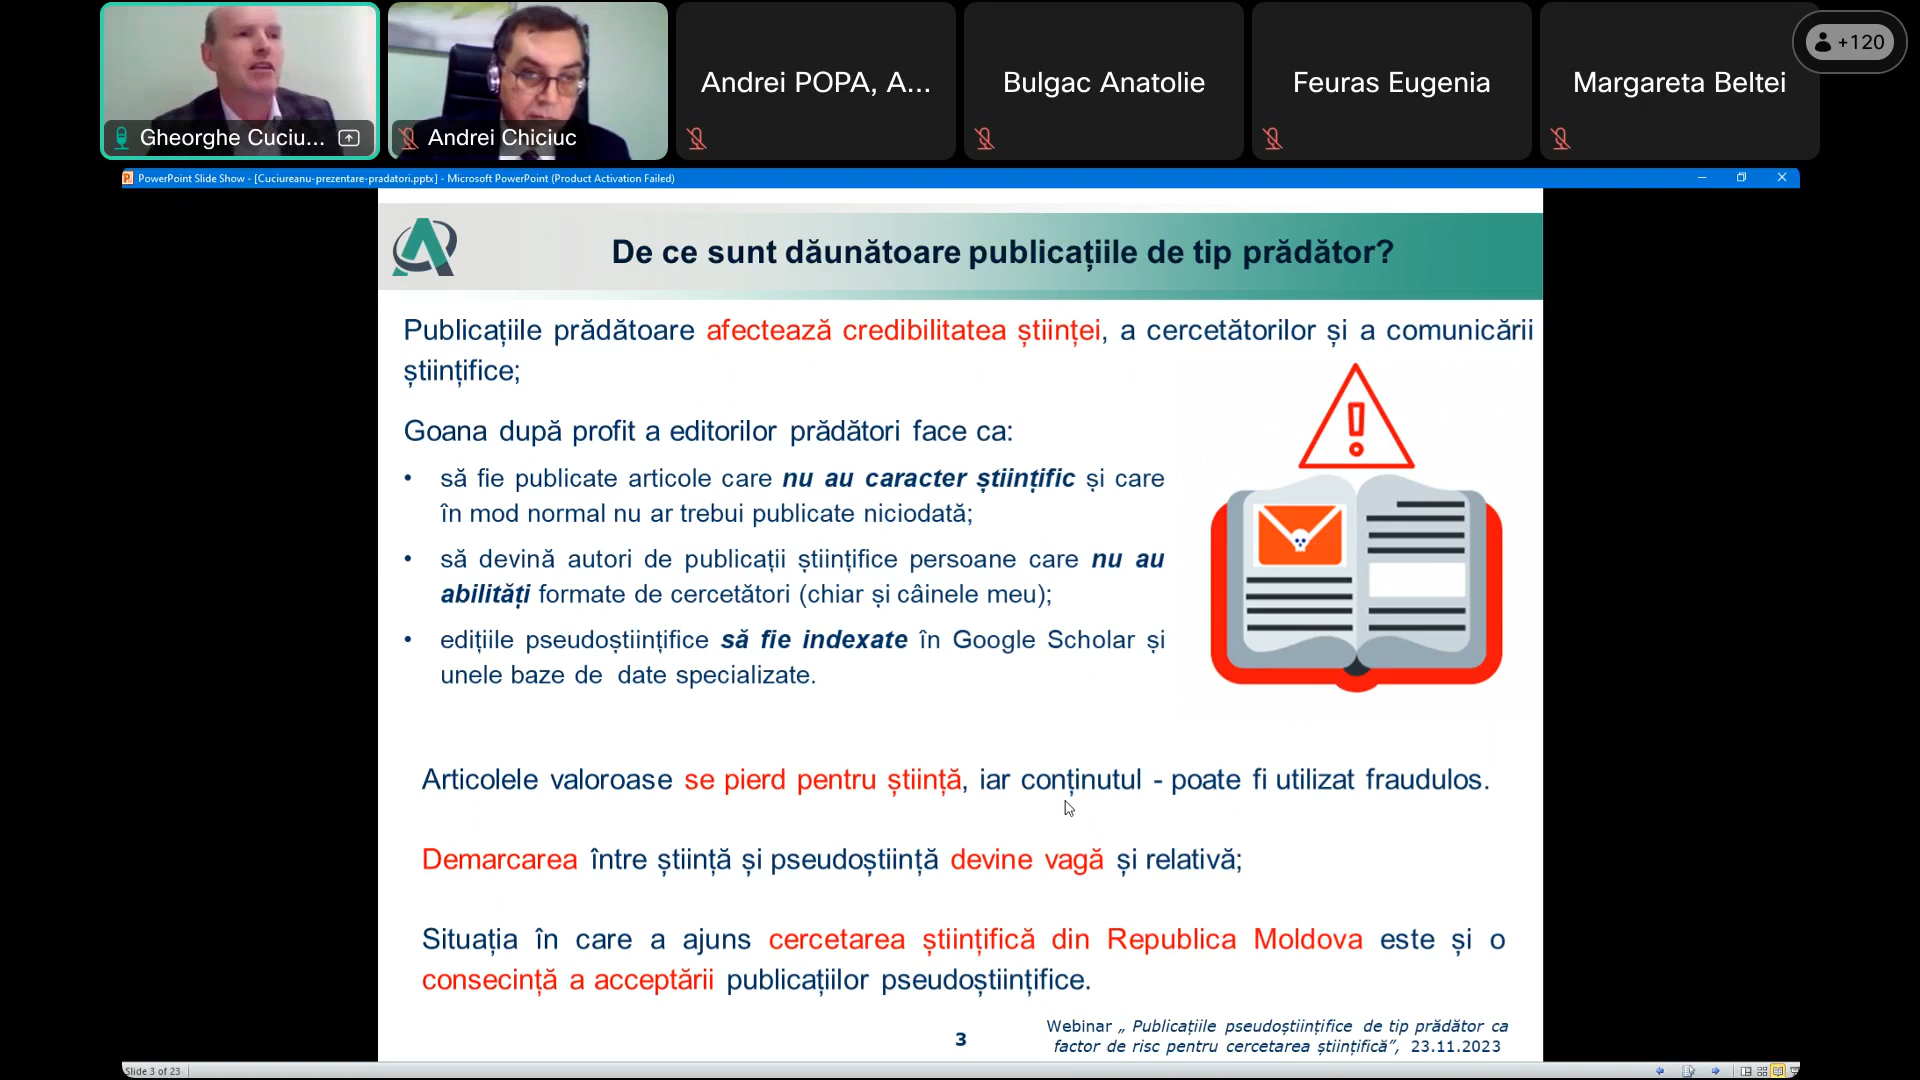 Gheorghe Cuciu...
Andrei Chiciuc
Andrei POPA, A...
Bulgac Anatolie
Feuras Eugenia
Margareta Beltei
+120
PowerPoint Slide Show - [Cuciureanu-prezentare-pradatori.pptx] - Microsoft PowerPoint (Product Activation Failed)
De ce sunt dăunătoare publicațiile de tip prădător?
Publicațiile prădătoare afectează credibilitatea științei, a cercetătorilor și a comunicării
științifice;
Goana după profit a editorilor prădători face ca:
• să fie publicate articole care nu au caracter științific și care
în mod normal nu ar trebui publicate niciodată;
• să devină autori de publicații științifice persoane care nu au
abilități formate de cercetători (chiar și câinele meu);
• edițiile pseudoștiințifice să fie indexate în Google Scholar și
unele baze de date specializate.
Articolele valoroase se pierd pentru știință, iar conținutul - poate fi utilizat fraudulos.
Demarcarea între știință și pseudoștiință devine vagă și relativă;
Situația în care a ajuns cercetarea științifică din Republica Moldova este și o
consecință a acceptării publicațiilor pseudoștiințifice.
3
Webinar „ Publicațiile pseudoștiințifice de tip prădător ca
factor de risc pentru cercetarea științifică”, 23.11.2023
Slide 3 of 23